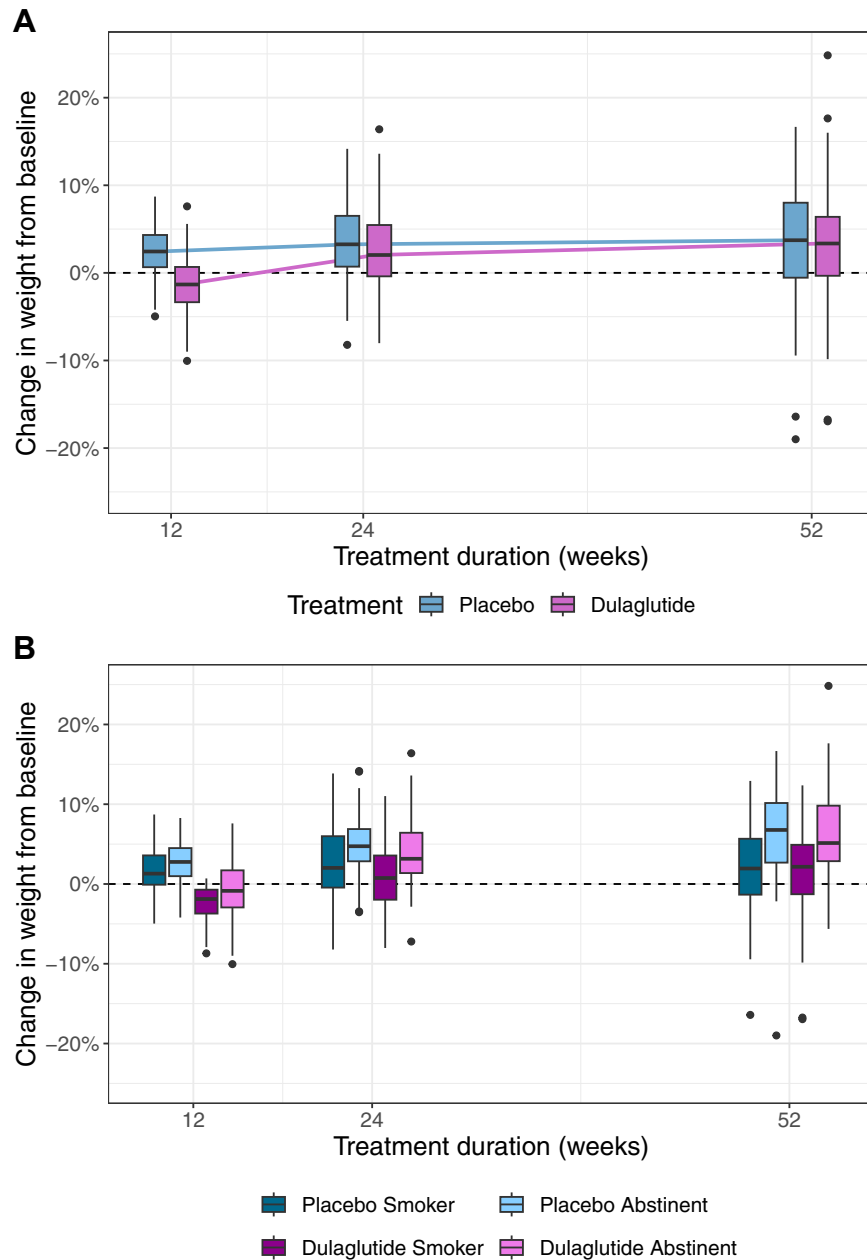 A
Change in weight from baseline
20%
10%
0%
−10%
−20%
12 24 52
Treatment duration (weeks)
Treatment Placebo Dulaglutide
B
Change in weight from baseline
20%
10%
0%
−10%
−20%
12 24 52
Treatment duration (weeks)
Placebo Smoker Placebo Abstinent
Dulaglutide Smoker Dulaglutide Abstinent